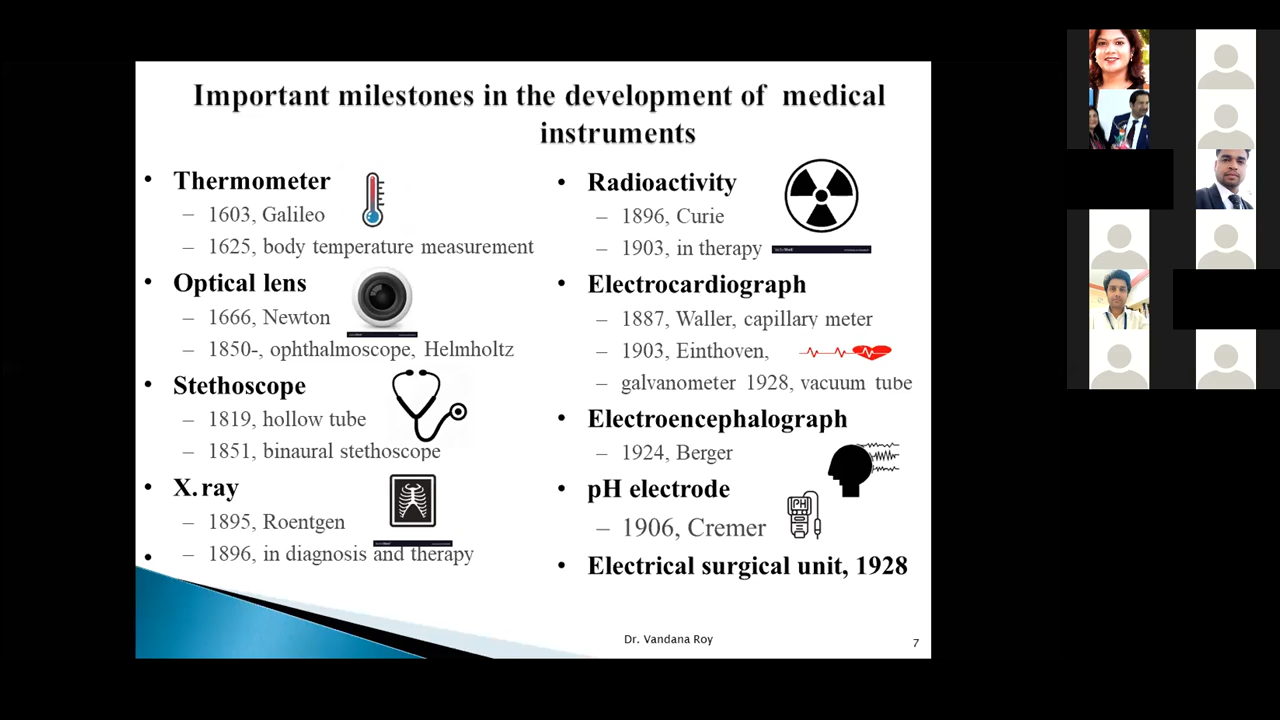 Important milestones in the development of medical
instruments
• Thermometer
– 1603, Galileo
– 1625, body temperature measurement
• Optical lens
– 1666, Newton
– 1850-, ophthalmoscope, Helmholtz
• Stethoscope
– 1819, hollow tube
– 1851, binaural stethoscope
• X. ray
– 1895, Roentgen
• – 1896, in diagnosis and therapy
• Radioactivity
– 1896, Curie
– 1903, in therapy
• Electrocardiograph
– 1887, Waller, capillary meter
– 1903, Einthoven,
– galvanometer 1928, vacuum tube
• Electroencephalograph
– 1924, Berger
• pH electrode
PH
– 1906, Cremer
• Electrical surgical unit, 1928
Dr. Vandana Roy
7